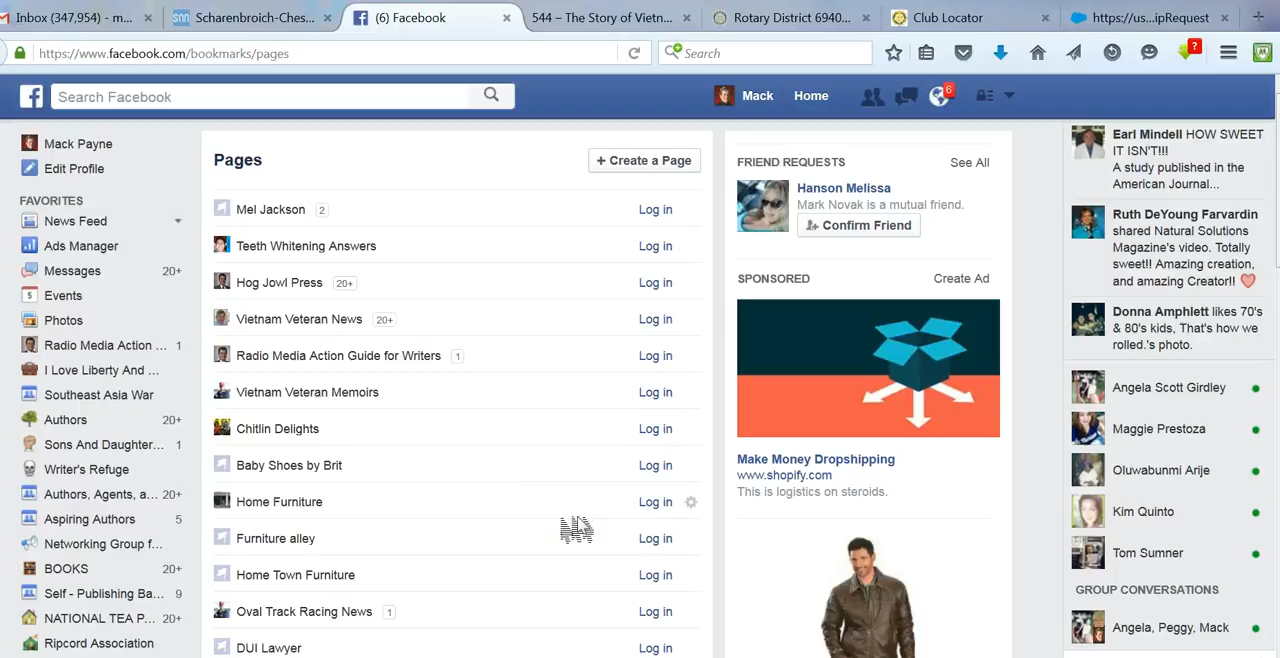 Inbox (347,954) - m...
Scharenbroich-Ches...
(6) Facebook
544 – The Story of Vietn...
Rotary District 6940...
Club Locator
https://us...ipRequest
https://www.facebook.com/bookmarks/pages
Search
?
Search Facebook
Mack
Home
6
Mack Payne
Edit Profile
FAVORITES
News Feed
Ads Manager
Messages 20+
5 Events
Photos
Radio Media Action ... 1
I Love Liberty And ...
Southeast Asia War
Authors 20+
Sons And Daughter... 1
Writer's Refuge
Authors, Agents, a... 20+
Aspiring Authors 5
Networking Group f...
BOOKS 20+
Self - Publishing Ba... 9
NATIONAL TEA P... 20+
Ripcord Association
Pages
+ Create a Page
Mel Jackson 2 Log in
Teeth Whitening Answers Log in
Hog Jowl Press 20+ Log in
Vietnam Veteran News 20+ Log in
Radio Media Action Guide for Writers 1 Log in
Vietnam Veteran Memoirs Log in
Chitlin Delights Log in
Baby Shoes by Brit Log in
Home Furniture Log in
Furniture alley Log in
Home Town Furniture Log in
Oval Track Racing News 1 Log in
DUI Lawyer Log in
FRIEND REQUESTS See All
Hanson Melissa
Mark Novak is a mutual friend.
Confirm Friend
SPONSORED Create Ad
Make Money Dropshipping
www.shopify.com
This is logistics on steroids.
Earl Mindell HOW SWEET
IT ISN'T!!!
A study published in the
American Journal...
Ruth DeYoung Farvardin
shared Natural Solutions
Magazine's video. Totally
sweet!! Amazing creation,
and amazing Creator!!
Donna Amphlett likes 70's
& 80's kids, That's how we
rolled.'s photo.
Angela Scott Girdley
Maggie Prestoza
Oluwabunmi Arije
Kim Quinto
Tom Sumner
GROUP CONVERSATIONS
Angela, Peggy, Mack